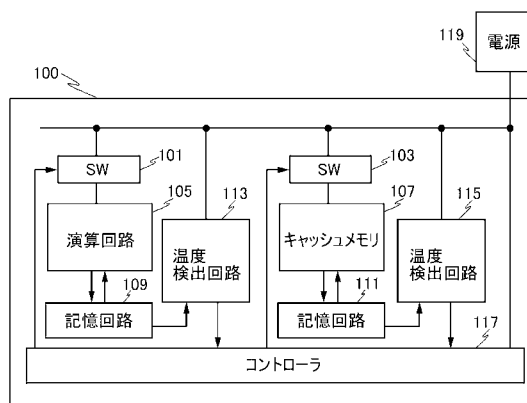 119
電源
100
101
SW
103
SW
105
演算回路
113
温度
検出回路
107
キャッシュメモリ
115
温度
検出回路
109
記憶回路
111
記憶回路
117
コントローラ